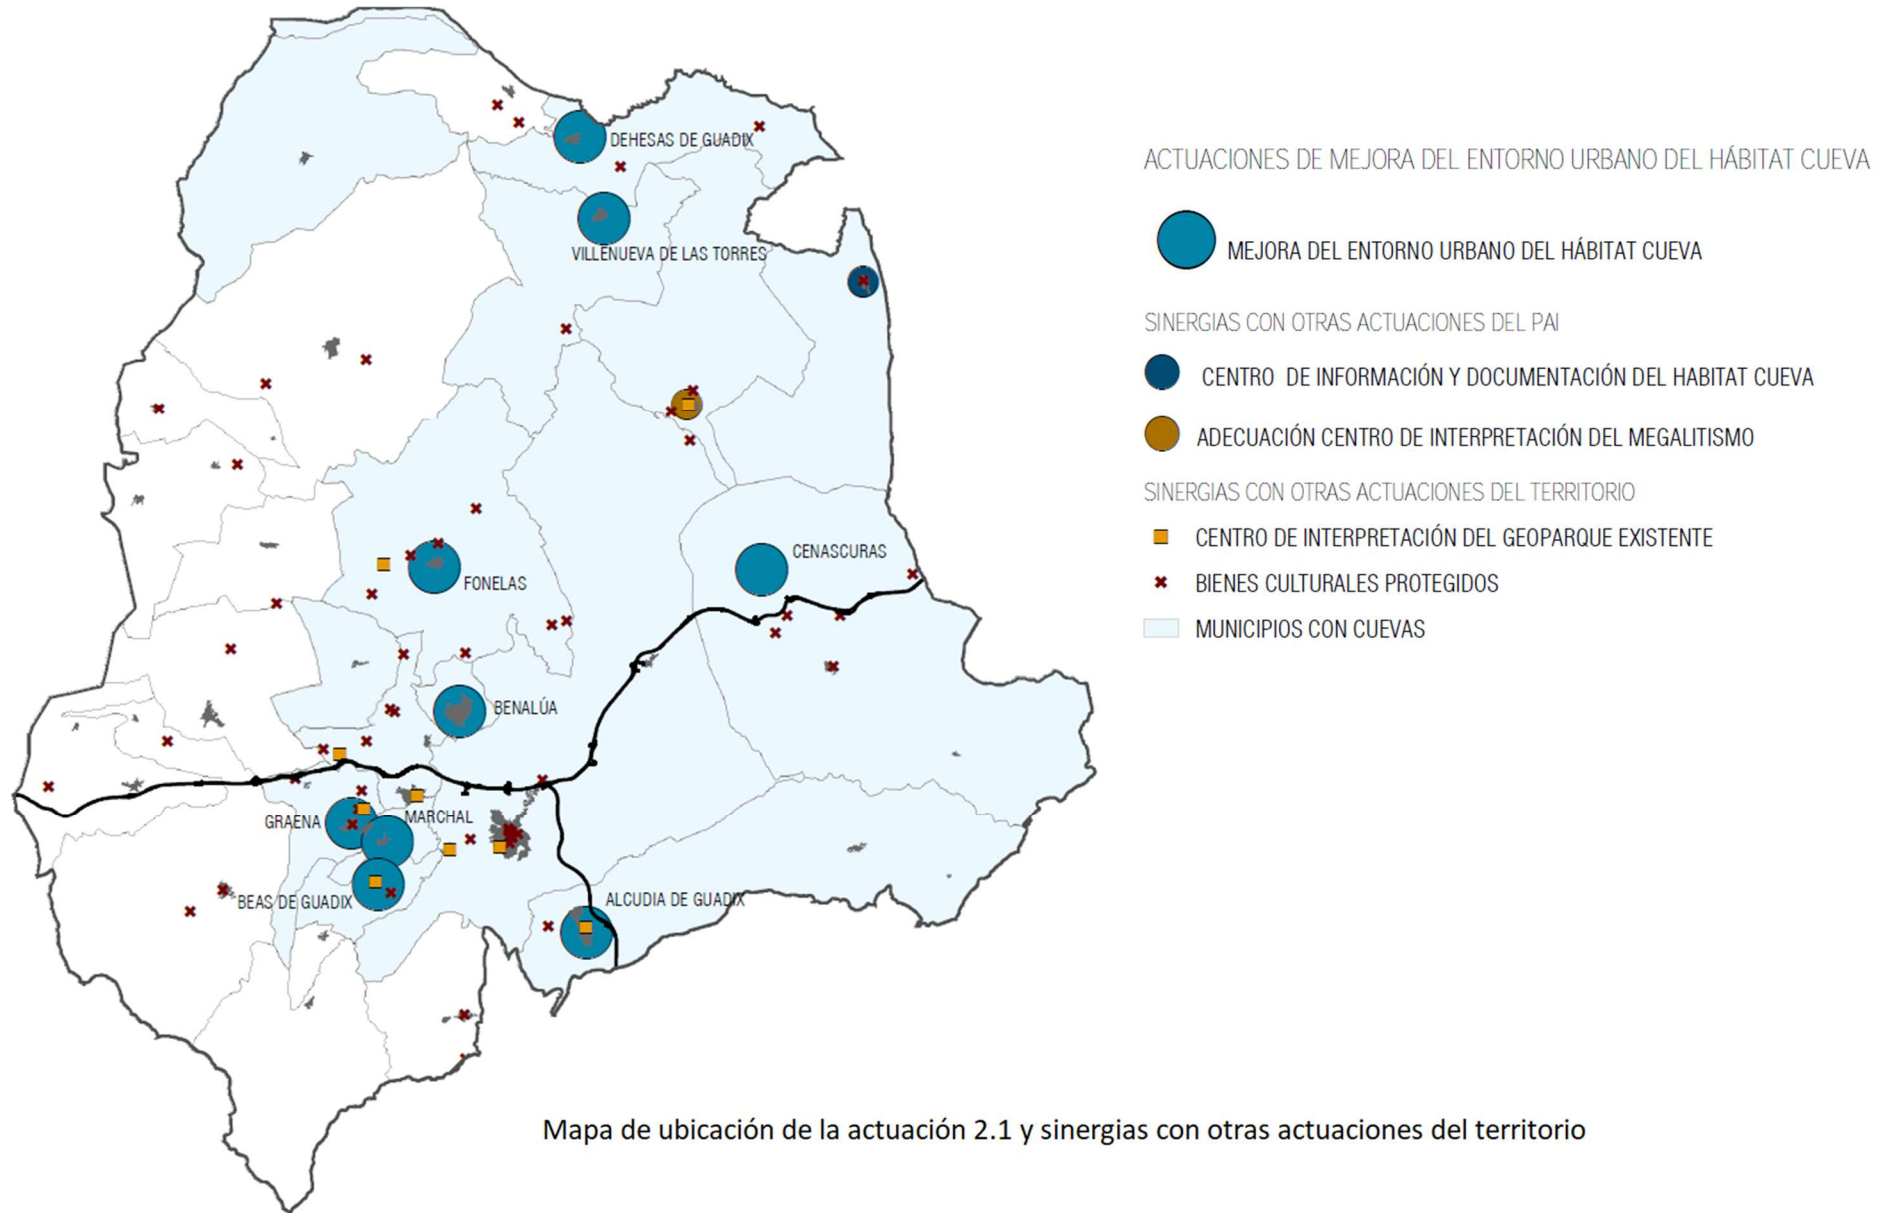 DEHESAS DE GUADIX
VILLENUEVA DE LAS TORRES
CENASCURAS
FONELAS
BENALÚA
GRAENA
MARCHAL
BEAS DE GUADIX
ALCUDIA DE GUADIX
ACTUACIONES DE MEJORA DEL ENTORNO URBANO DEL HÁBITAT CUEVA
MEJORA DEL ENTORNO URBANO DEL HÁBITAT CUEVA
SINERGIAS CON OTRAS ACTUACIONES DEL PAI
CENTRO DE INFORMACIÓN Y DOCUMENTACIÓN DEL HABITAT CUEVA
ADECUACIÓN CENTRO DE INTERPRETACIÓN DEL MEGALITISMO
SINERGIAS CON OTRAS ACTUACIONES DEL TERRITORIO
CENTRO DE INTERPRETACIÓN DEL GEOPARQUE EXISTENTE
BIENES CULTURALES PROTEGIDOS
MUNICIPIOS CON CUEVAS
Mapa de ubicación de la actuación 2.1 y sinergias con otras actuaciones del territorio